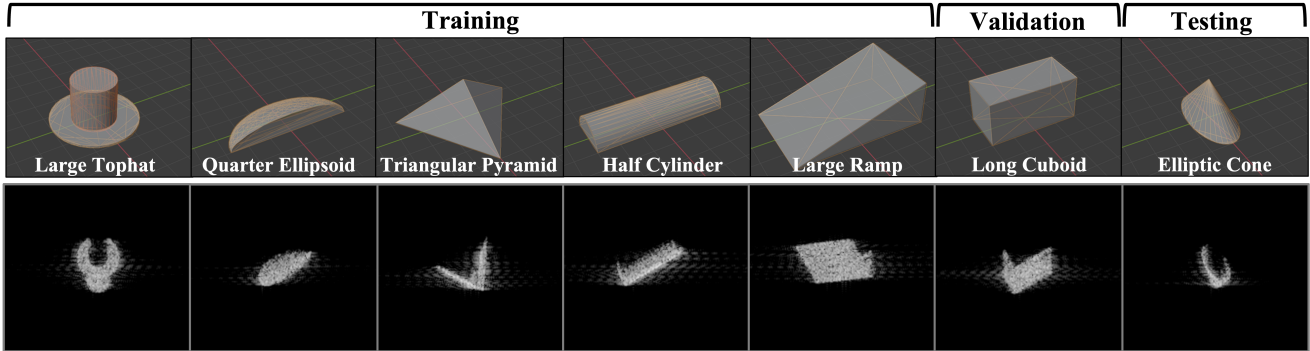 Training
Validation
Testing
Large Tophat
Quarter Ellipsoid
Triangular Pyramid
Half Cylinder
Large Ramp
Long Cuboid
Elliptic Cone